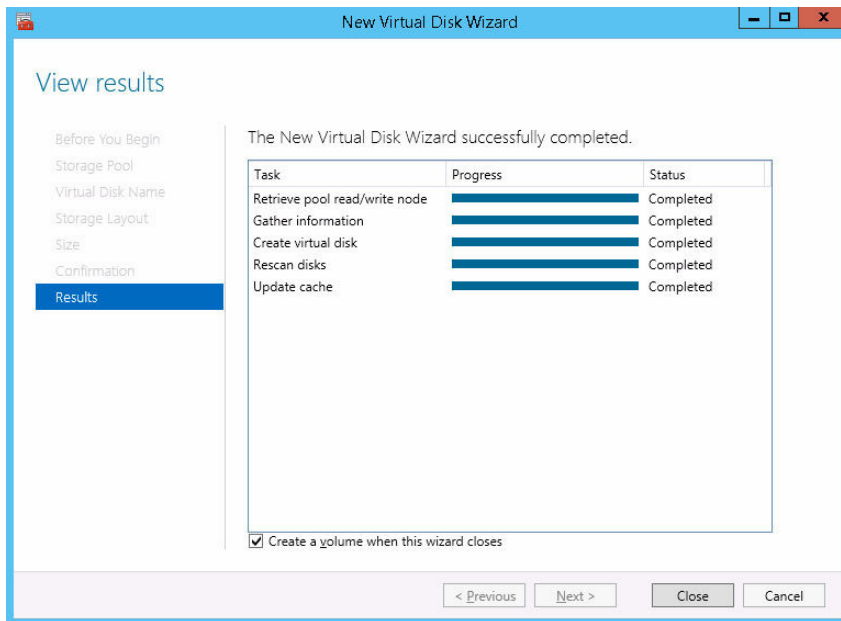 New Virtual Disk Wizard
View results
Before You Begin
Storage Pool
Virtual Disk Name
Storage Layout
Size
Confirmation
Results
The New Virtual Disk Wizard successfully completed.
Task Progress Status
Retrieve pool read/write node Completed
Gather information Completed
Create virtual disk Completed
Rescan disks Completed
Update cache Completed
Create a volume when this wizard closes
< Previous Next > Close Cancel